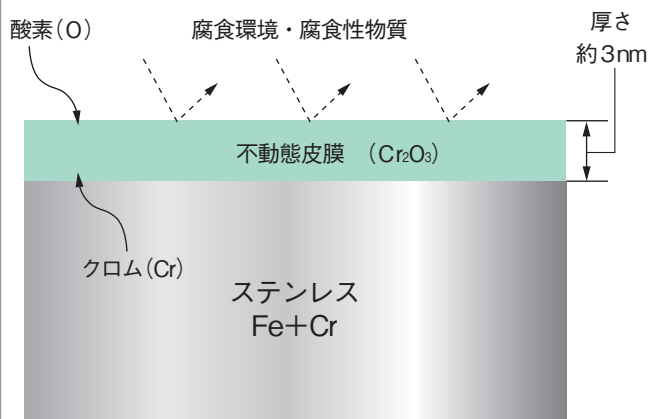 酸素（O）
腐食環境・腐食性物質
厚さ
約3nm
不動態皮膜　（Cr₂O₃）
クロム（Cr）
ステンレス
Fe＋Cr